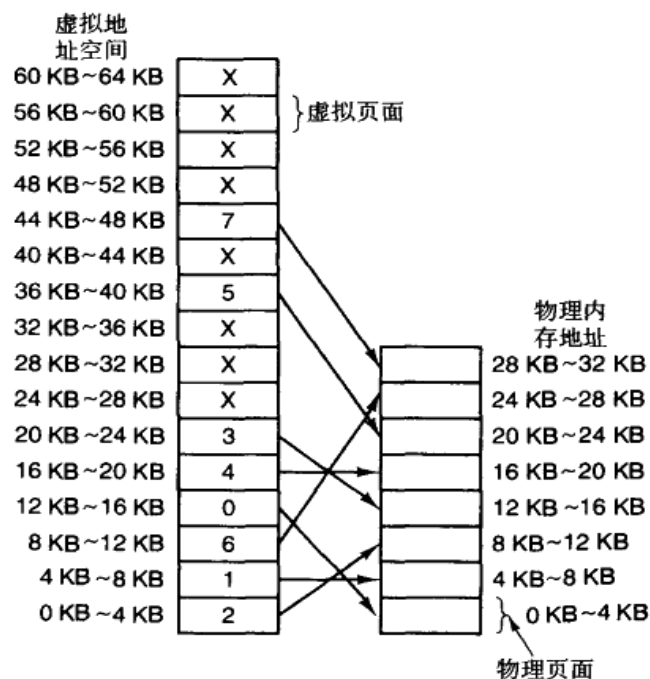 虚拟地
址空间
60 KB~64 KB X
56 KB~60 KB X }虚拟页面
52 KB~56 KB X
48 KB~52 KB X
44 KB~48 KB 7
40 KB~44 KB X
36 KB~40 KB 5
32 KB~36 KB X
28 KB~32 KB X
24 KB~28 KB X
20 KB~24 KB 3
16 KB~20 KB 4
12 KB~16 KB 0
8 KB~12 KB 6
4 KB~8 KB 1
0 KB~4 KB 2
物理内
存地址
28 KB~32 KB
24 KB~28 KB
20 KB~24 KB
16 KB~20 KB
12 KB~16 KB
8 KB~12 KB
4 KB~8 KB
0 KB~4 KB
物理页面